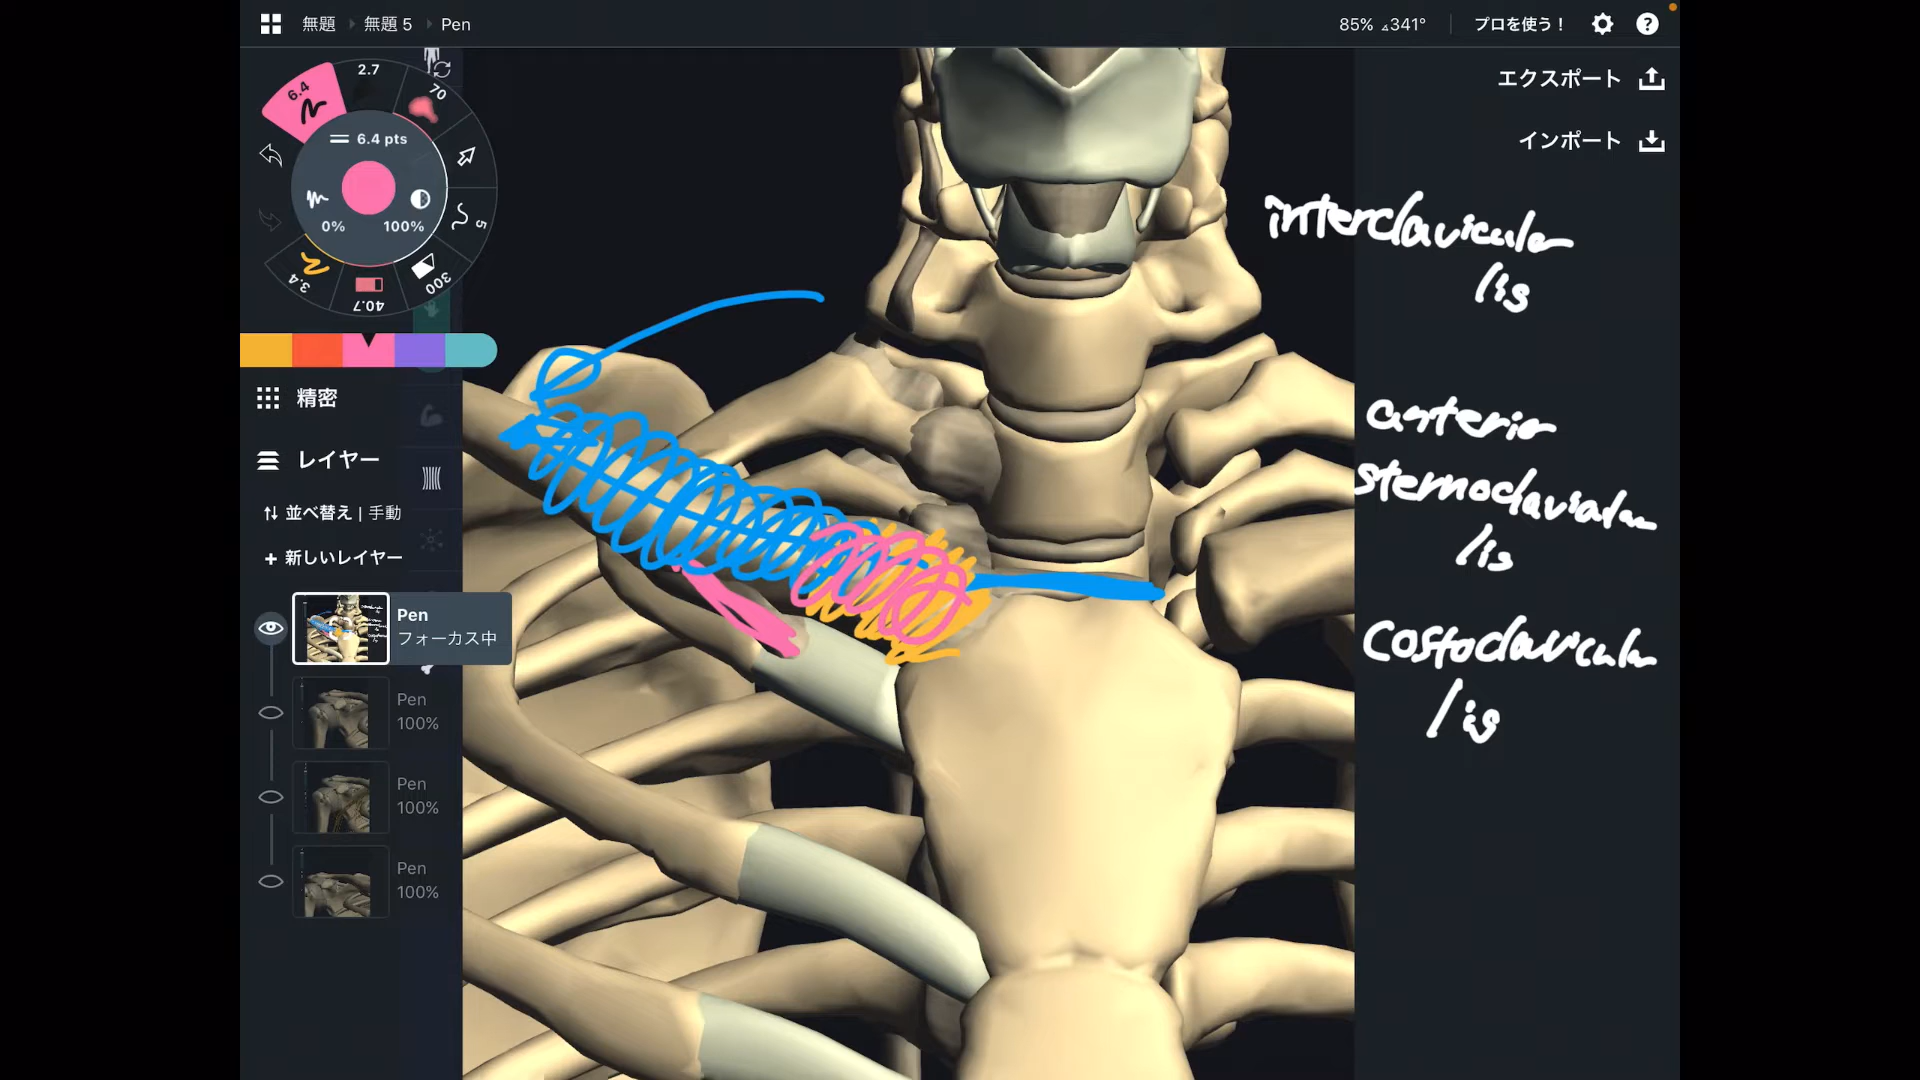 無題 無題 5 Pen
85% ⊿341° プロを使う！
エクスポート
インポート
2.7
6.4
70
6.4 pts
0% 100%
5
3.4
40.7
300
精密
レイヤー
並べ替え | 手動
+ 新しいレイヤー
Pen
フォーカス中
Pen
100%
Pen
100%
Pen
100%
interclavicular
lig
anterior
sternoclavicular
lig
Costoclavicular
lig